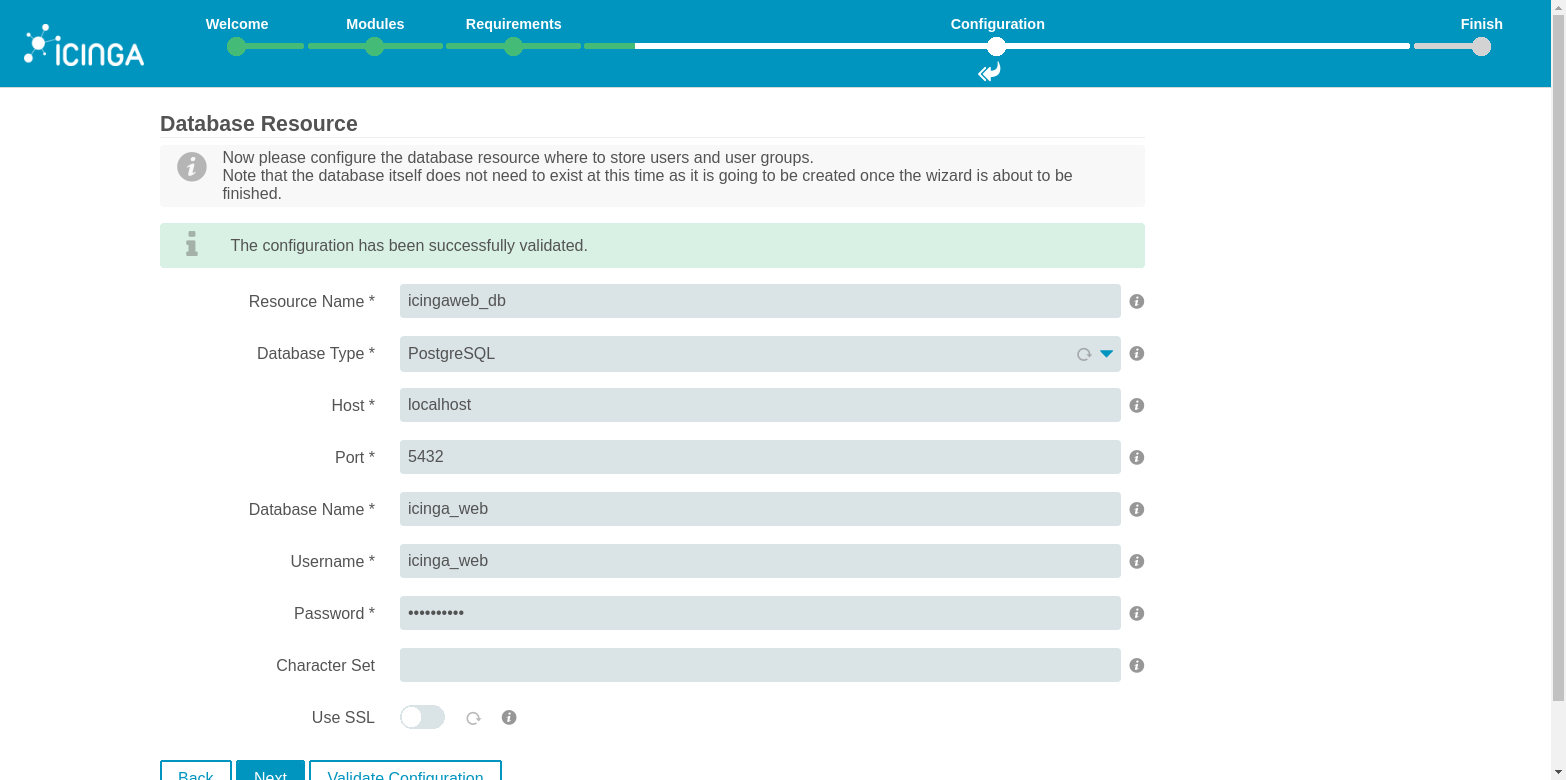 Welcome
Modules
Requirements
Configuration
Finish
ICINGA
Database Resource
Now please configure the database resource where to store users and user groups.
Note that the database itself does not need to exist at this time as it is going to be created once the wizard is about to be
finished.
The configuration has been successfully validated.
Resource Name *
icingaweb_db
Database Type *
PostgreSQL
Host *
localhost
Port *
5432
Database Name *
icinga_web
Username *
icinga_web
Password *
••••••••••
Character Set
Use SSL
Back
Next
Validate Configuration